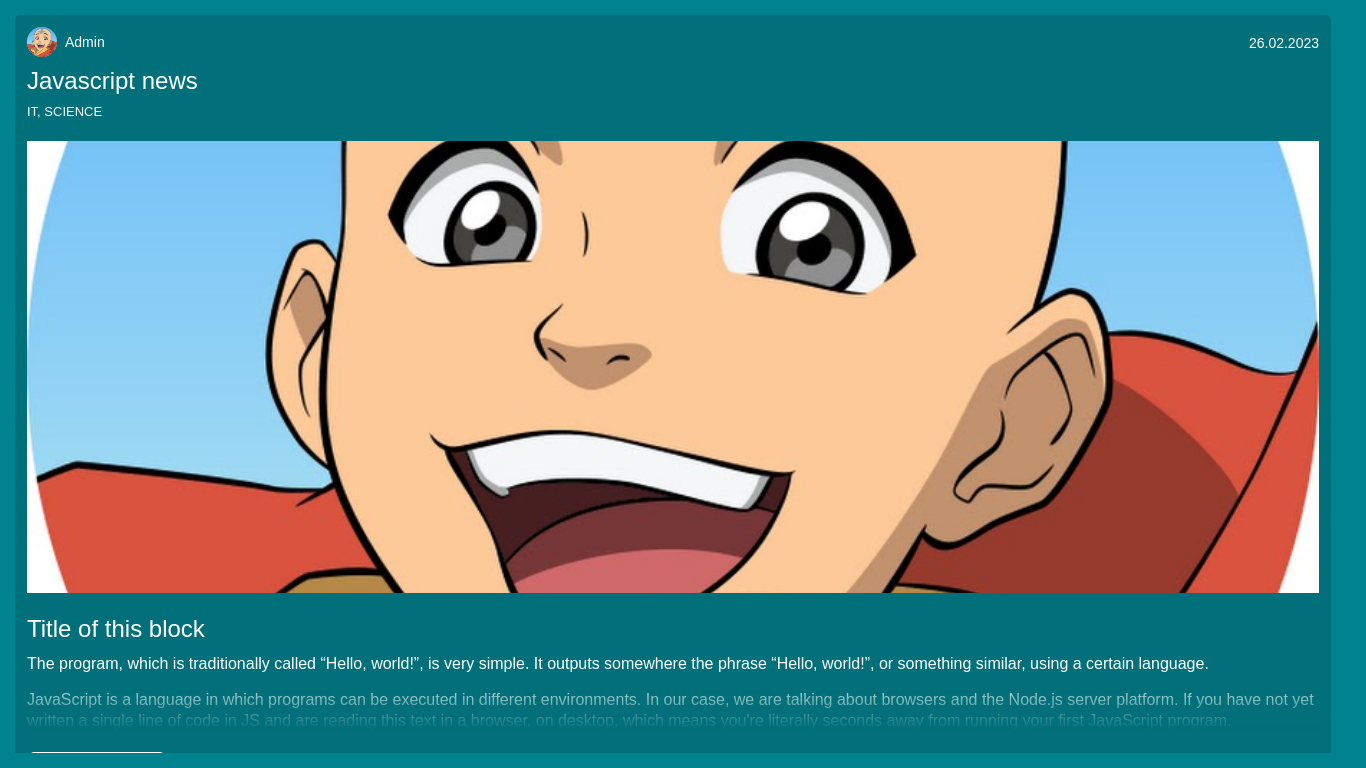 Admin
26.02.2023
Javascript news
IT, SCIENCE
Title of this block
The program, which is traditionally called “Hello, world!”, is very simple. It outputs somewhere the phrase “Hello, world!”, or something similar, using a certain language.
JavaScript is a language in which programs can be executed in different environments. In our case, we are talking about browsers and the Node.js server platform. If you have not yet
written a single line of code in JS and are reading this text in a browser, on desktop, which means you're literally seconds away from running your first JavaScript program.